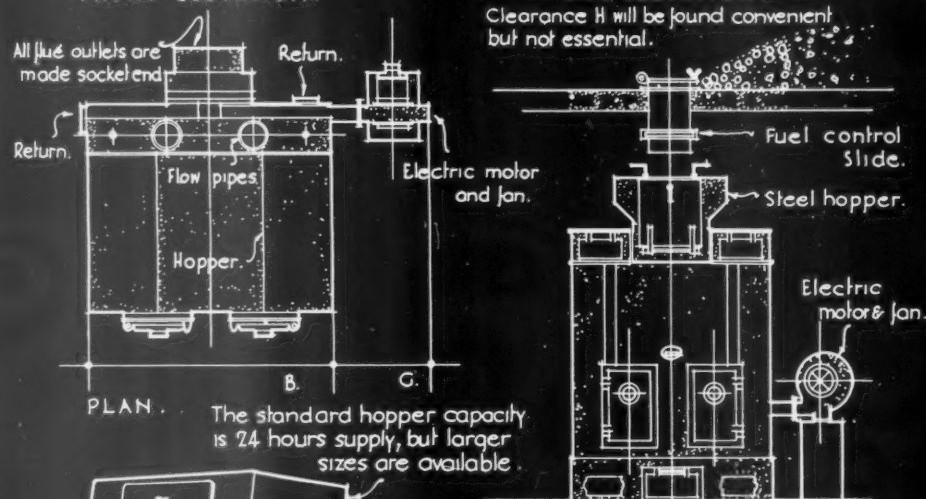 All flue outlets are
made socket end
Return.
Return.
Flow pipes
Electric motor
and fan.
Hopper.
B.
G.
PLAN.
The standard hopper capacity
is 24 hours supply, but larger
sizes are available.
Clearance H will be found convenient
but not essential.
Fuel control
Slide.
Steel hopper.
Electric
motor & fan.